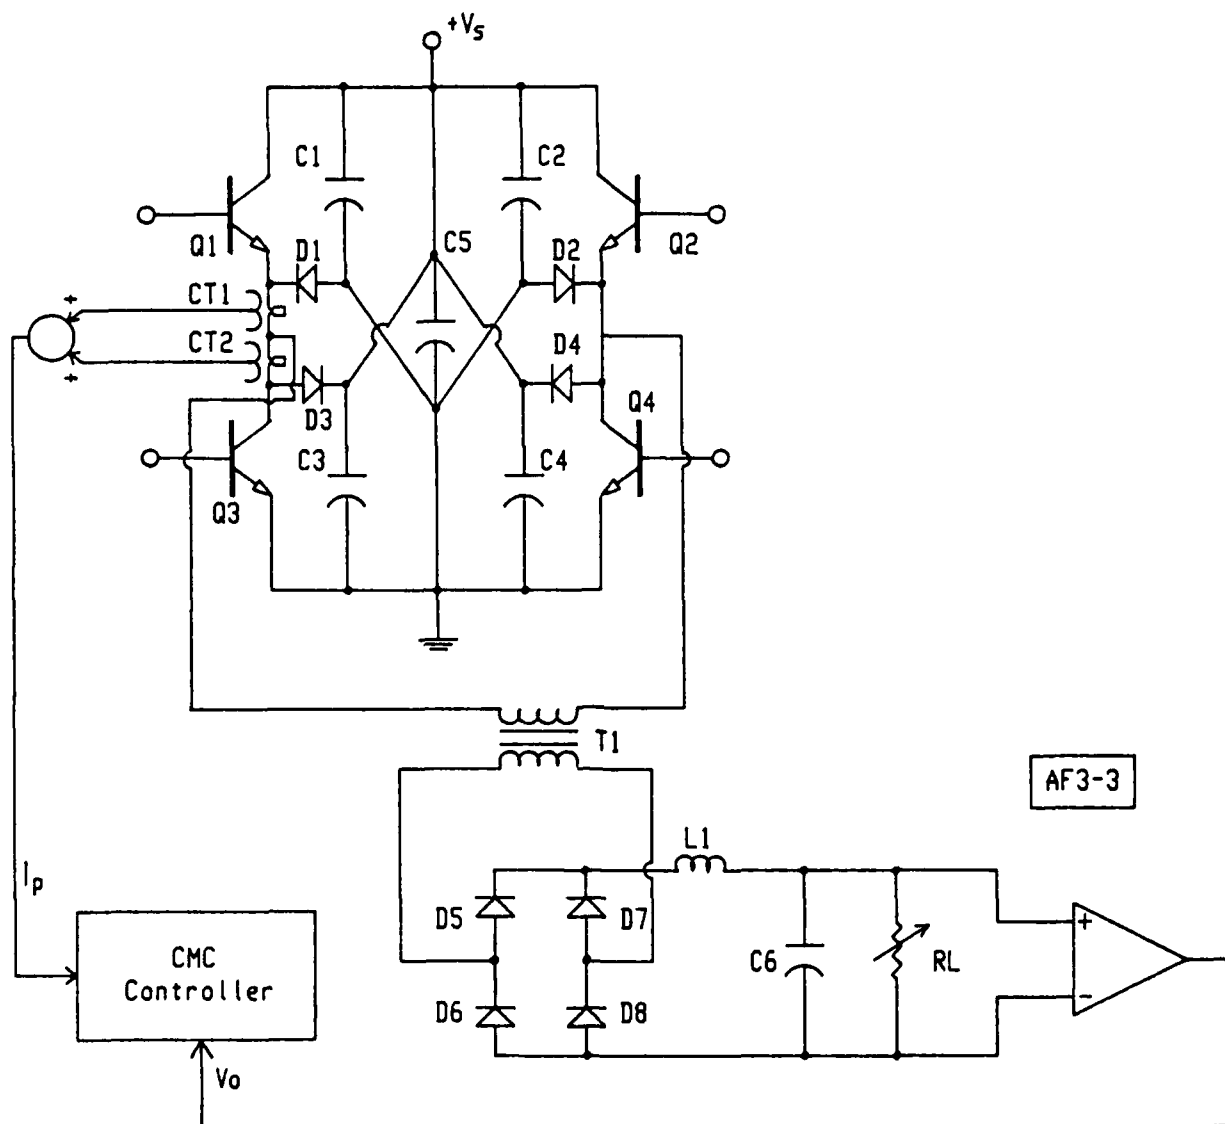 +Vs
C1
C2
Q1
D1
C5
D2
Q2
CT1
+
CT2
D4
+
D3
Q4
C3
C4
Q3
T1
AF3-3
L1
Ip
D5
D7
+
CMC
Controller
C6
RL
D6
D8
-
Vo